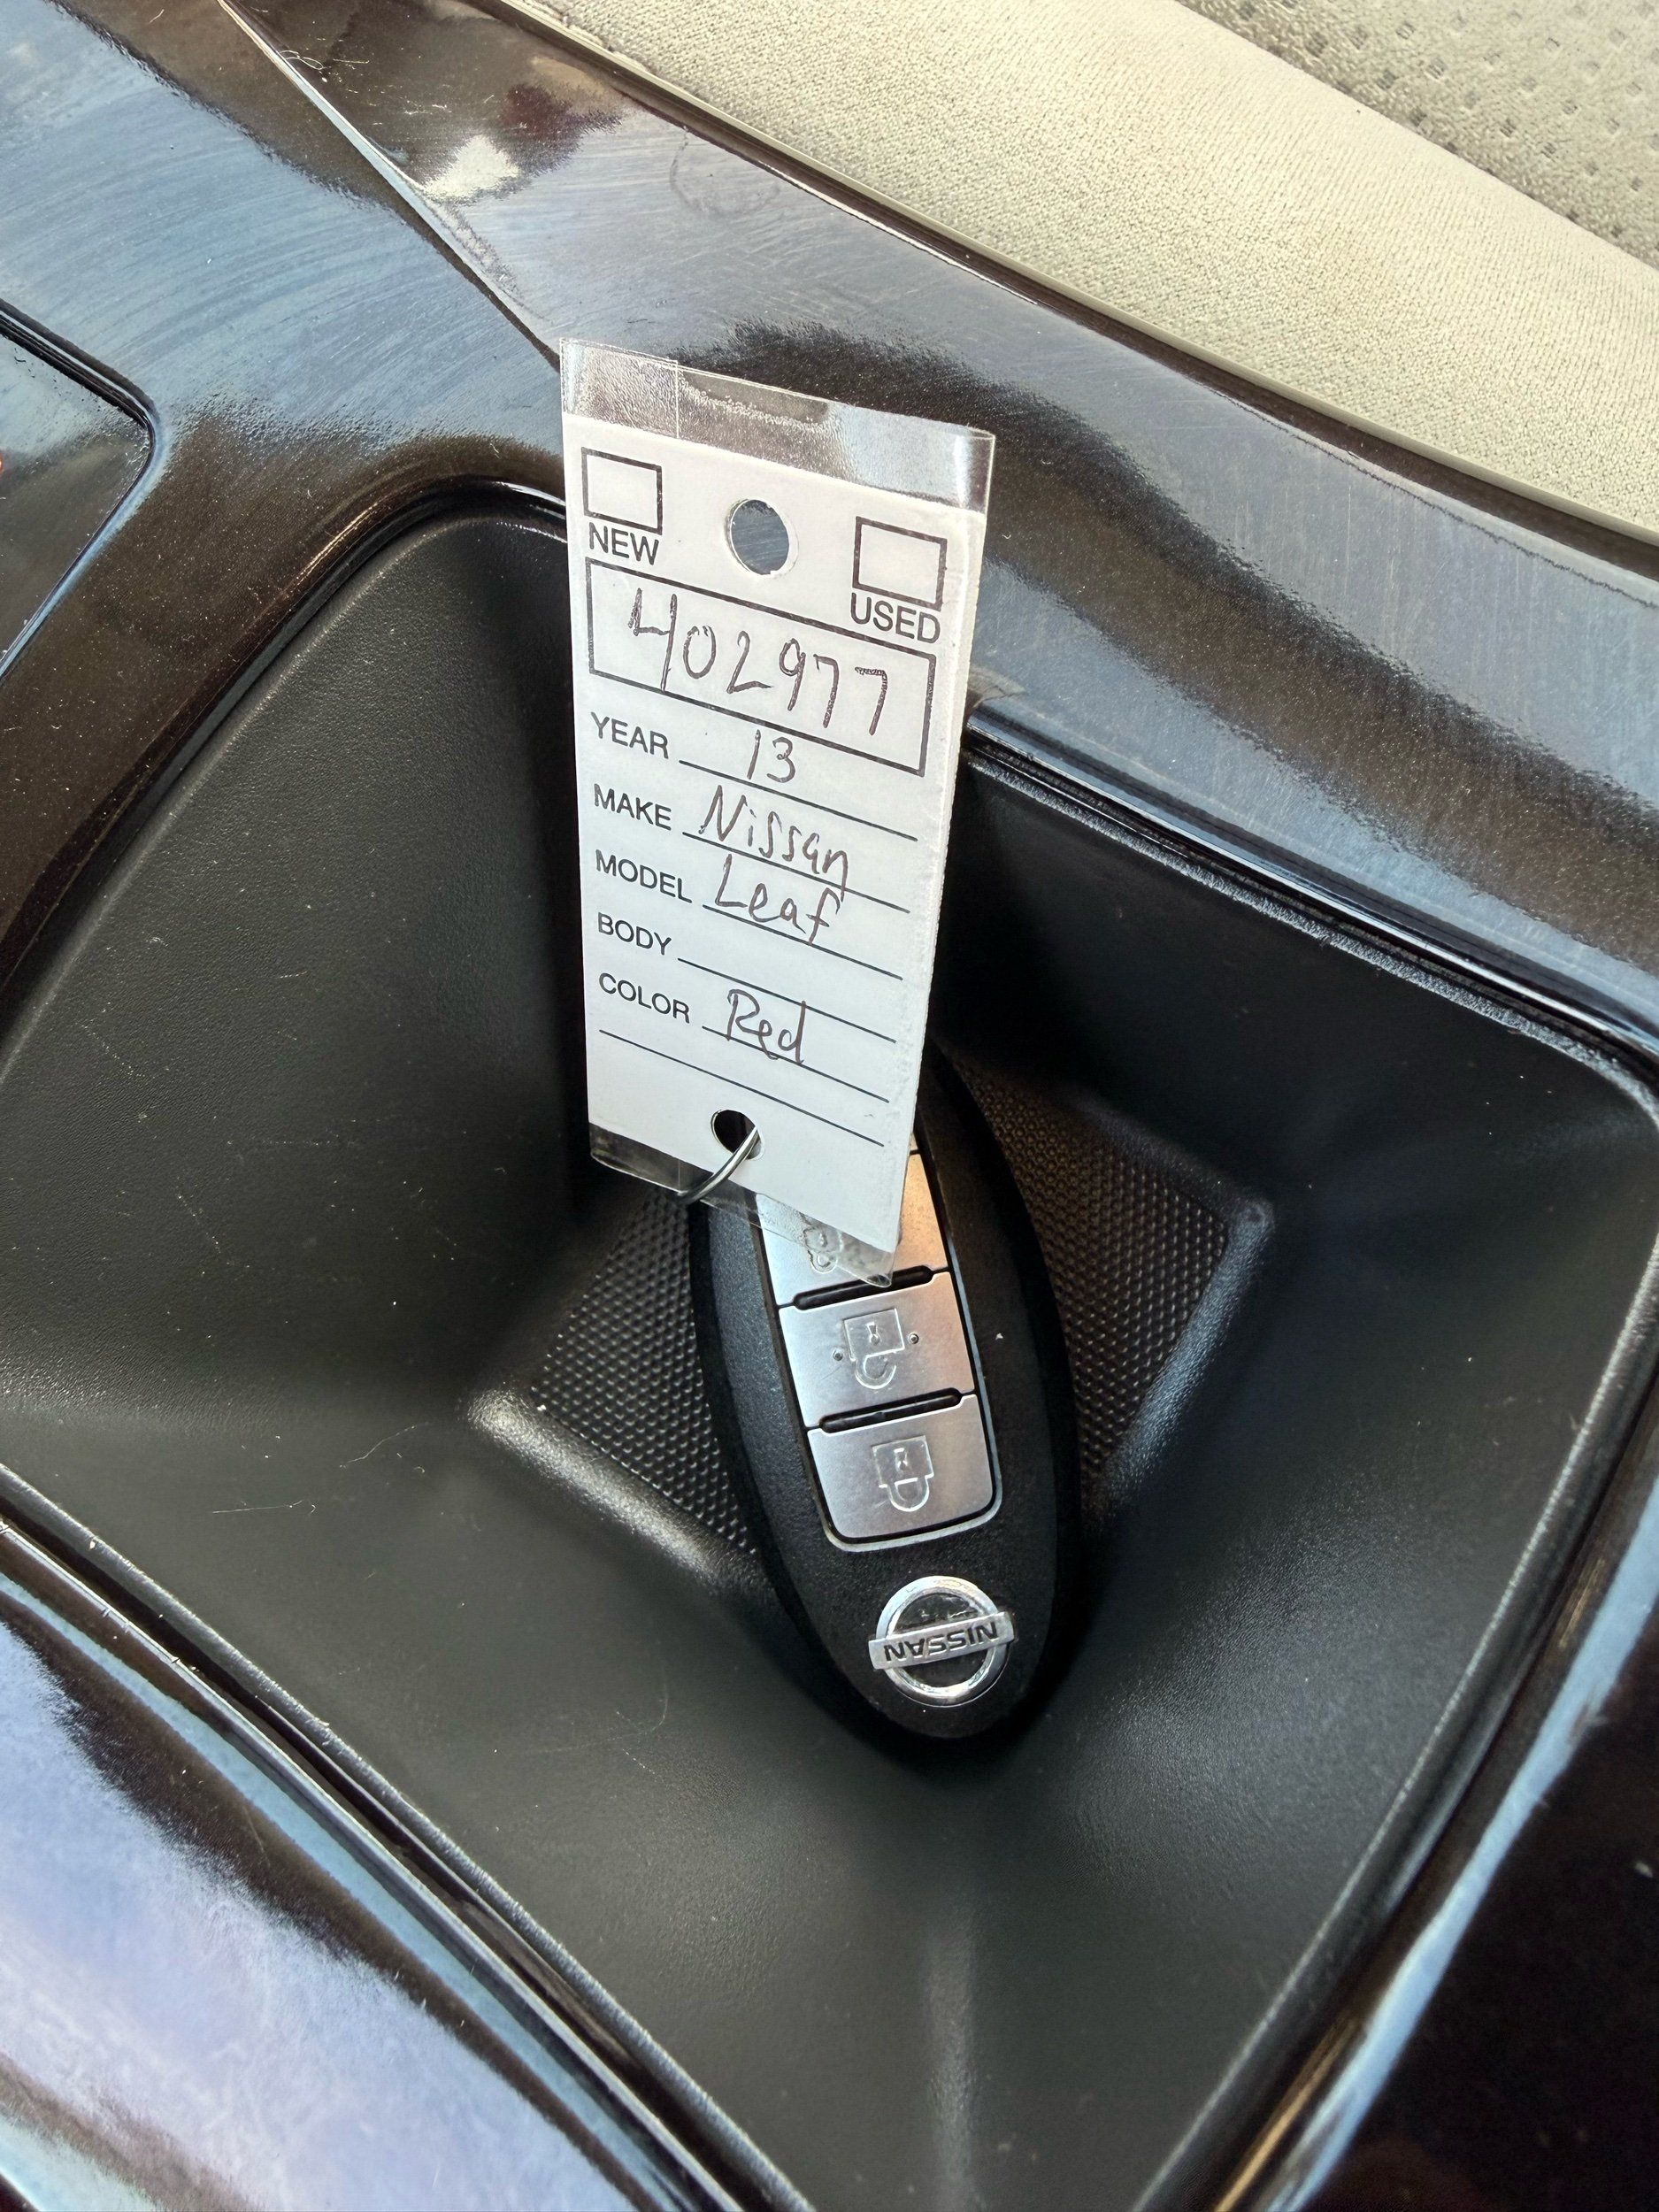 NEW
USED
402977
YEAR 13
MAKE Nissan
MODEL Leaf
BODY
COLOR Red
NISSAN